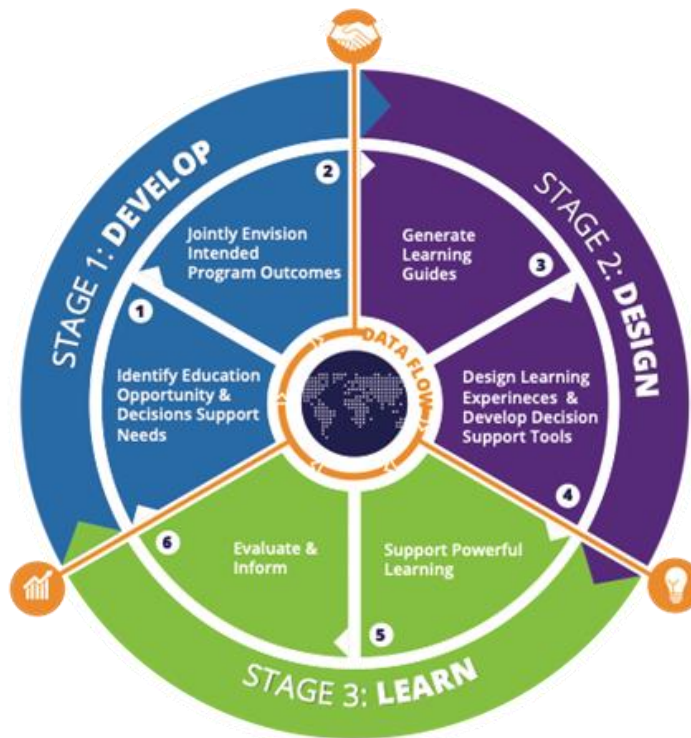 STAGE 1: DEVELOP
1
Identify Education
Opportunity &
Decisions Support
Needs
2
Jointly Envision
Intended
Program Outcomes
STAGE 2: DESIGN
3
Generate
Learning
Guides
4
Design Learning
Experineces &
Develop Decision
Support Tools
STAGE 3: LEARN
5
Support Powerful
Learning
6
Evaluate &
Inform
DATA FLOW